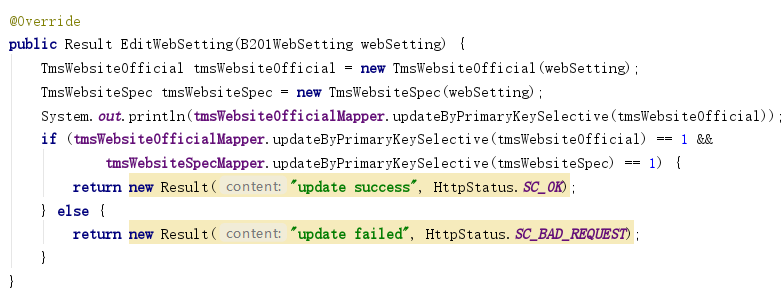 @Override
public Result EditWebSetting(B201WebSetting webSetting) {
TmsWebsiteOfficial tmsWebsiteOfficial = new TmsWebsiteOfficial(webSetting);
TmsWebsiteSpec tmsWebsiteSpec = new TmsWebsiteSpec(webSetting);
System.out.println(tmsWebsiteOfficialMapper.updateByPrimaryKeySelective(tmsWebsiteOfficial));
if (tmsWebsiteOfficialMapper.updateByPrimaryKeySelective(tmsWebsiteOfficial) == 1 &&
tmsWebsiteSpecMapper.updateByPrimaryKeySelective(tmsWebsiteSpec) == 1) {
return new Result( content: "update success", HttpStatus.SC_OK);
} else {
return new Result( content: "update failed", HttpStatus.SC_BAD_REQUEST);
}
}